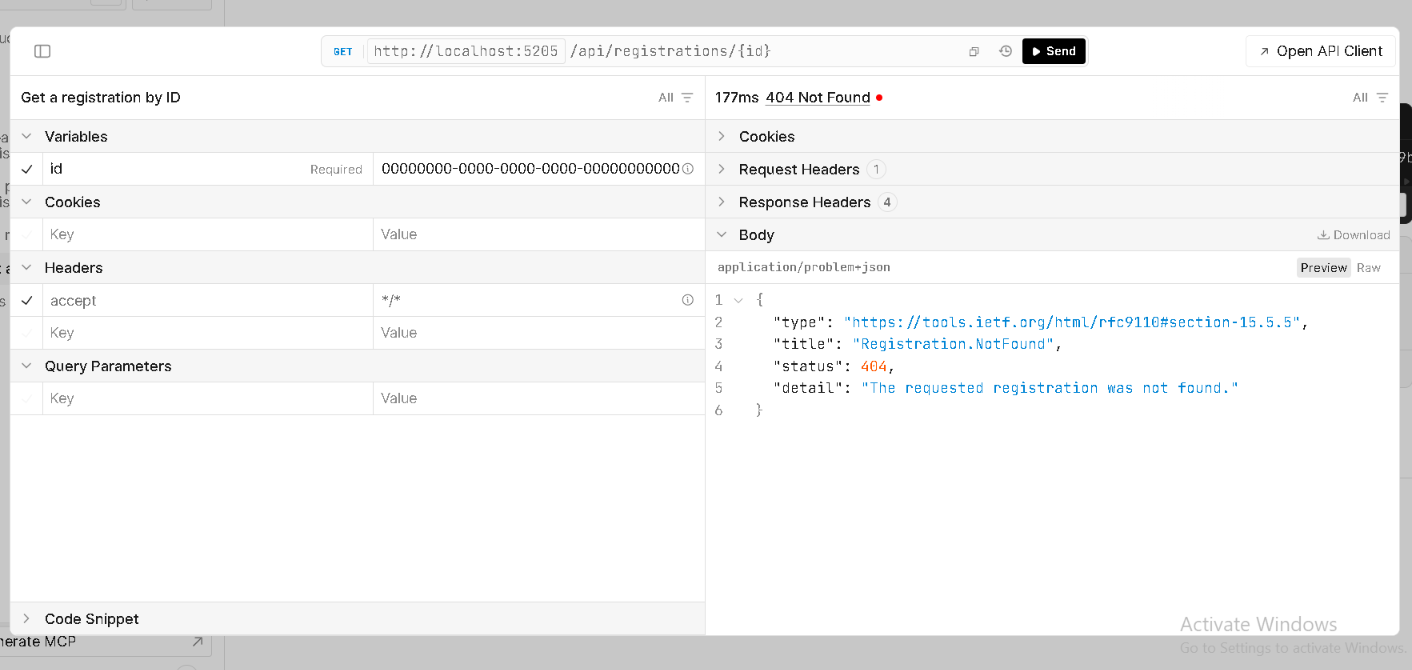 GET http://localhost:5205 /api/registrations/{id} Send Open API Client
Get a registration by ID All
177ms 404 Not Found All
Variables
id Required 00000000-0000-0000-0000-00000000000
Cookies
Key Value
Headers
accept */*
Key Value
Query Parameters
Key Value
Code Snippet
Cookies
Request Headers 1
Response Headers 4
Body Download
application/problem+json Preview Raw
1 {
2 "type": "https://tools.ietf.org/html/rfc9110#section-15.5.5",
3 "title": "Registration.NotFound",
4 "status": 404,
5 "detail": "The requested registration was not found."
6 }
nerate MCP
Activate Windows
Go to Settings to activate Windows.